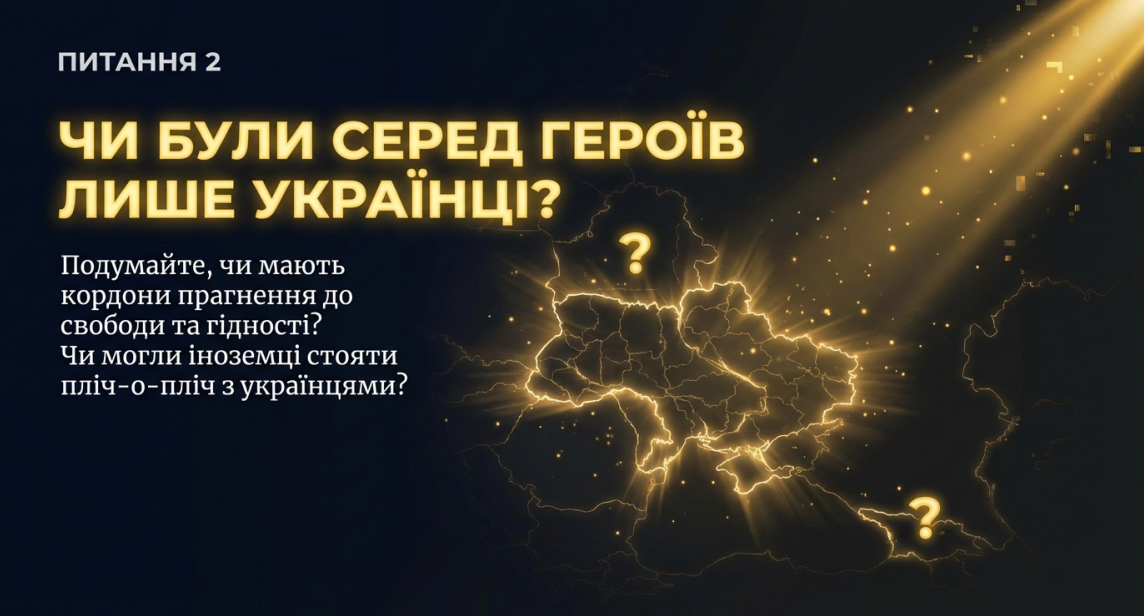 ПИТАННЯ 2
ЧИ БУЛИ СЕРЕД ГЕРОЇВ
ЛИШЕ УКРАЇНЦІ?
Подумайте, чи мають
кордони прагнення до
свободи та гідності?
Чи могли іноземці стояти
пліч-о-пліч з українцями?
?
?